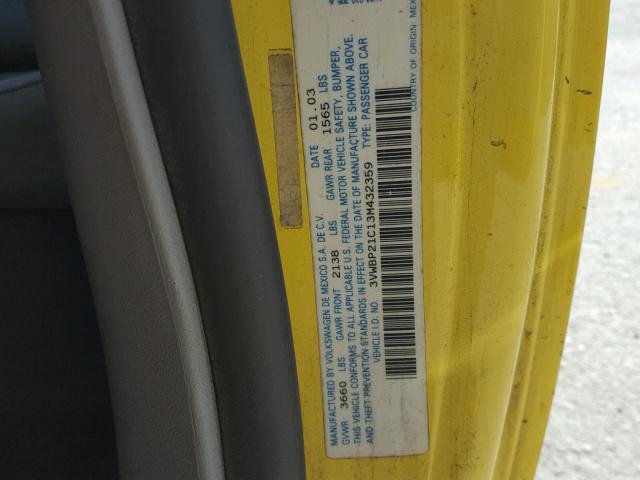 MANUFACTURED BY VOLKSWAGEN DE MEXICO S.A. DE C.V. DATE 01.03
GVWR 3660 LBS GAWR FRONT 2138 LBS GAWR REAR 1565 LBS
THIS VEHICLE CONFORMS TO ALL APPLICABLE U.S. FEDERAL MOTOR VEHICLE SAFETY, BUMPER,
AND THEFT PREVENTION STANDARDS IN EFFECT ON THE DATE OF MANUFACTURE SHOWN ABOVE.
VEHICLE I.D. NO. 3VWBP21C13M432359 TYPE: PASSENGER CAR
COUNTRY OF ORIGIN: MEX